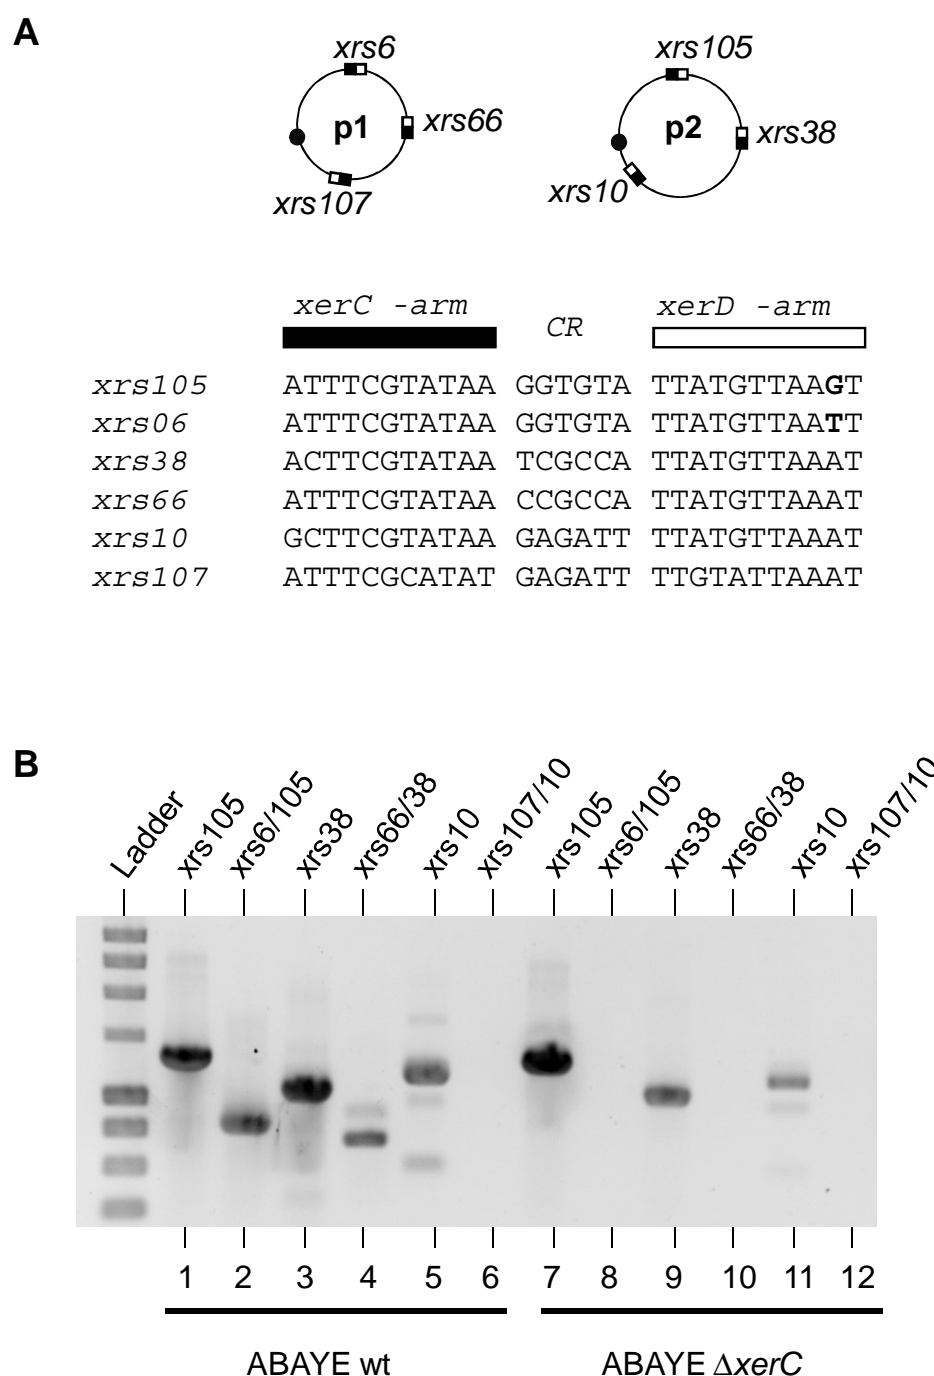 A
xrs6
xrs105
p1
xrs66
p2
xrs38
xrs107
xrs10
xerC -arm
CR
xerD -arm
xrs105 ATTTCGTATAA GGTGTA TTATGTTAAGT
xrs06 ATTTCGTATAA GGTGTA TTATGTTAATT
xrs38 ACTTCGTATAA TCGCCA TTATGTTAAAT
xrs66 ATTTCGTATAA CCGCCA TTATGTTAAAT
xrs10 GCTTCGTATAA GAGATT TTATGTTAAAT
xrs107 ATTTCGCATAT GAGATT TTGTATTAAAT
B
Ladder xrs105 xrs6/105 xrs38 xrs66/38 xrs10 xrs107/10 xrs105 xrs6/105 xrs38 xrs66/38 xrs10 xrs107/10
1 2 3 4 5 6 7 8 9 10 11 12
ABAYE wt ABAYE ΔxerC